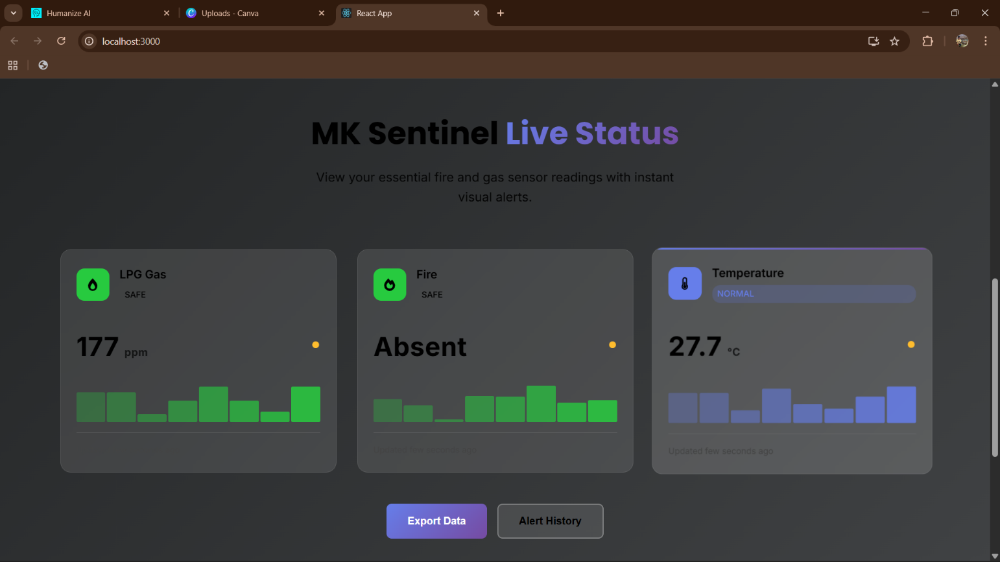 Humanize AI
Uploads - Canva
React App
localhost:3000
MK Sentinel Live Status
View your essential fire and gas sensor readings with instant
visual alerts.
LPG Gas
SAFE
177 ppm
Fire
SAFE
Absent
Updated few seconds ago
Temperature
NORMAL
27.7 °C
Updated few seconds ago
Export Data
Alert History